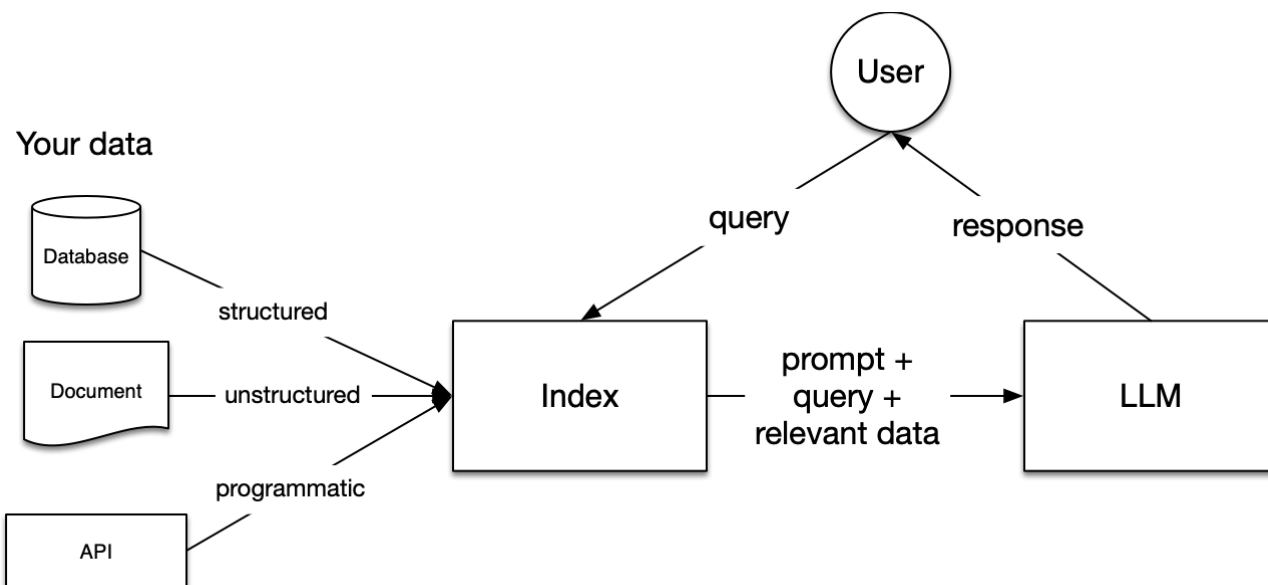 User
Your data
query
response
Database
structured
Document
unstructured
Index
prompt +
query +
relevant data
LLM
programmatic
API